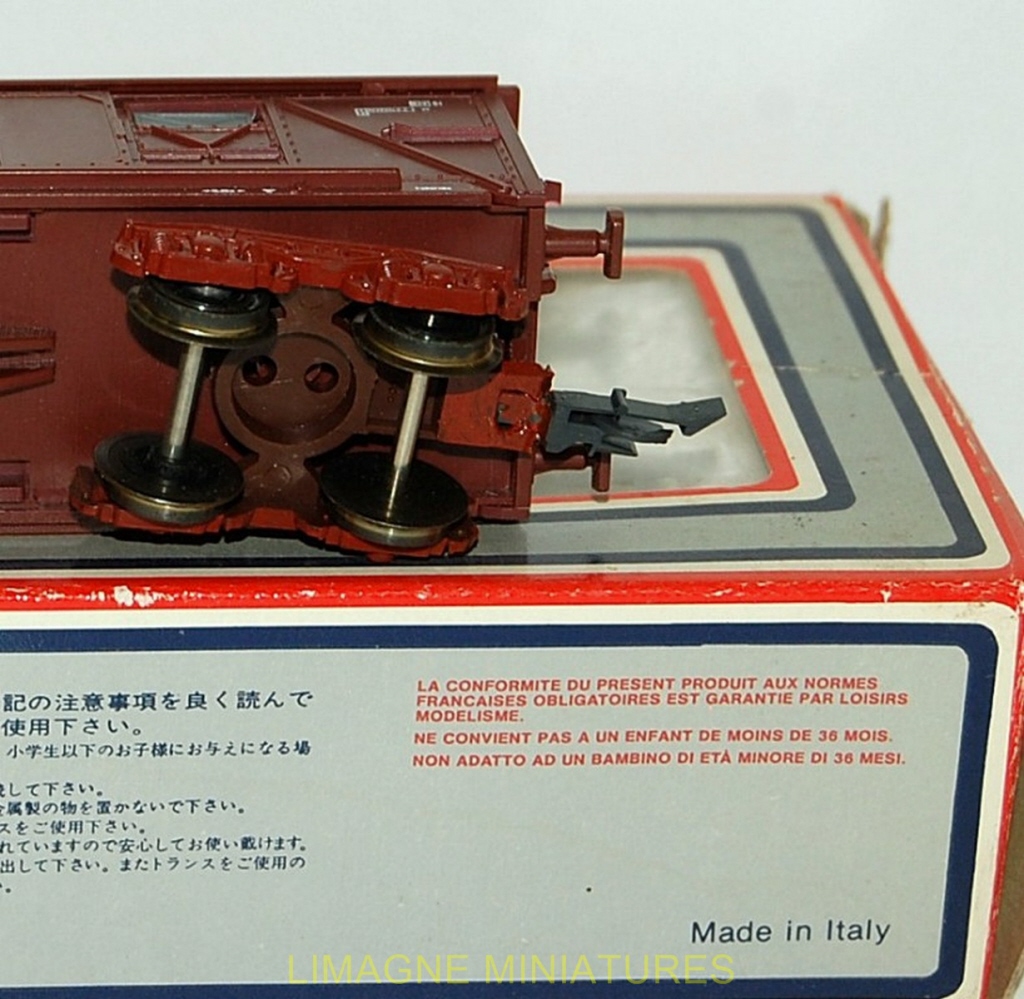 記の注意事項を良く読んで
使用下さい。
小学生以下のお子様にお与えになる場
して下さい。
属製の物を置かないで下さい。
スをご使用下さい。
れていますので安心してお使い戴けます。
出して下さい。またトランスをご使用の
LA CONFORMITE DU PRESENT PRODUIT AUX NORMES
FRANCAISES OBLIGATOIRES EST GARANTIE PAR LOISIRS
MODELISME.
NE CONVIENT PAS A UN ENFANT DE MOINS DE 36 MOIS.
NON ADATTO AD UN BAMBINO DI ETÀ MINORE DI 36 MESI.
Made in Italy
LIMAGNE MINIATURES